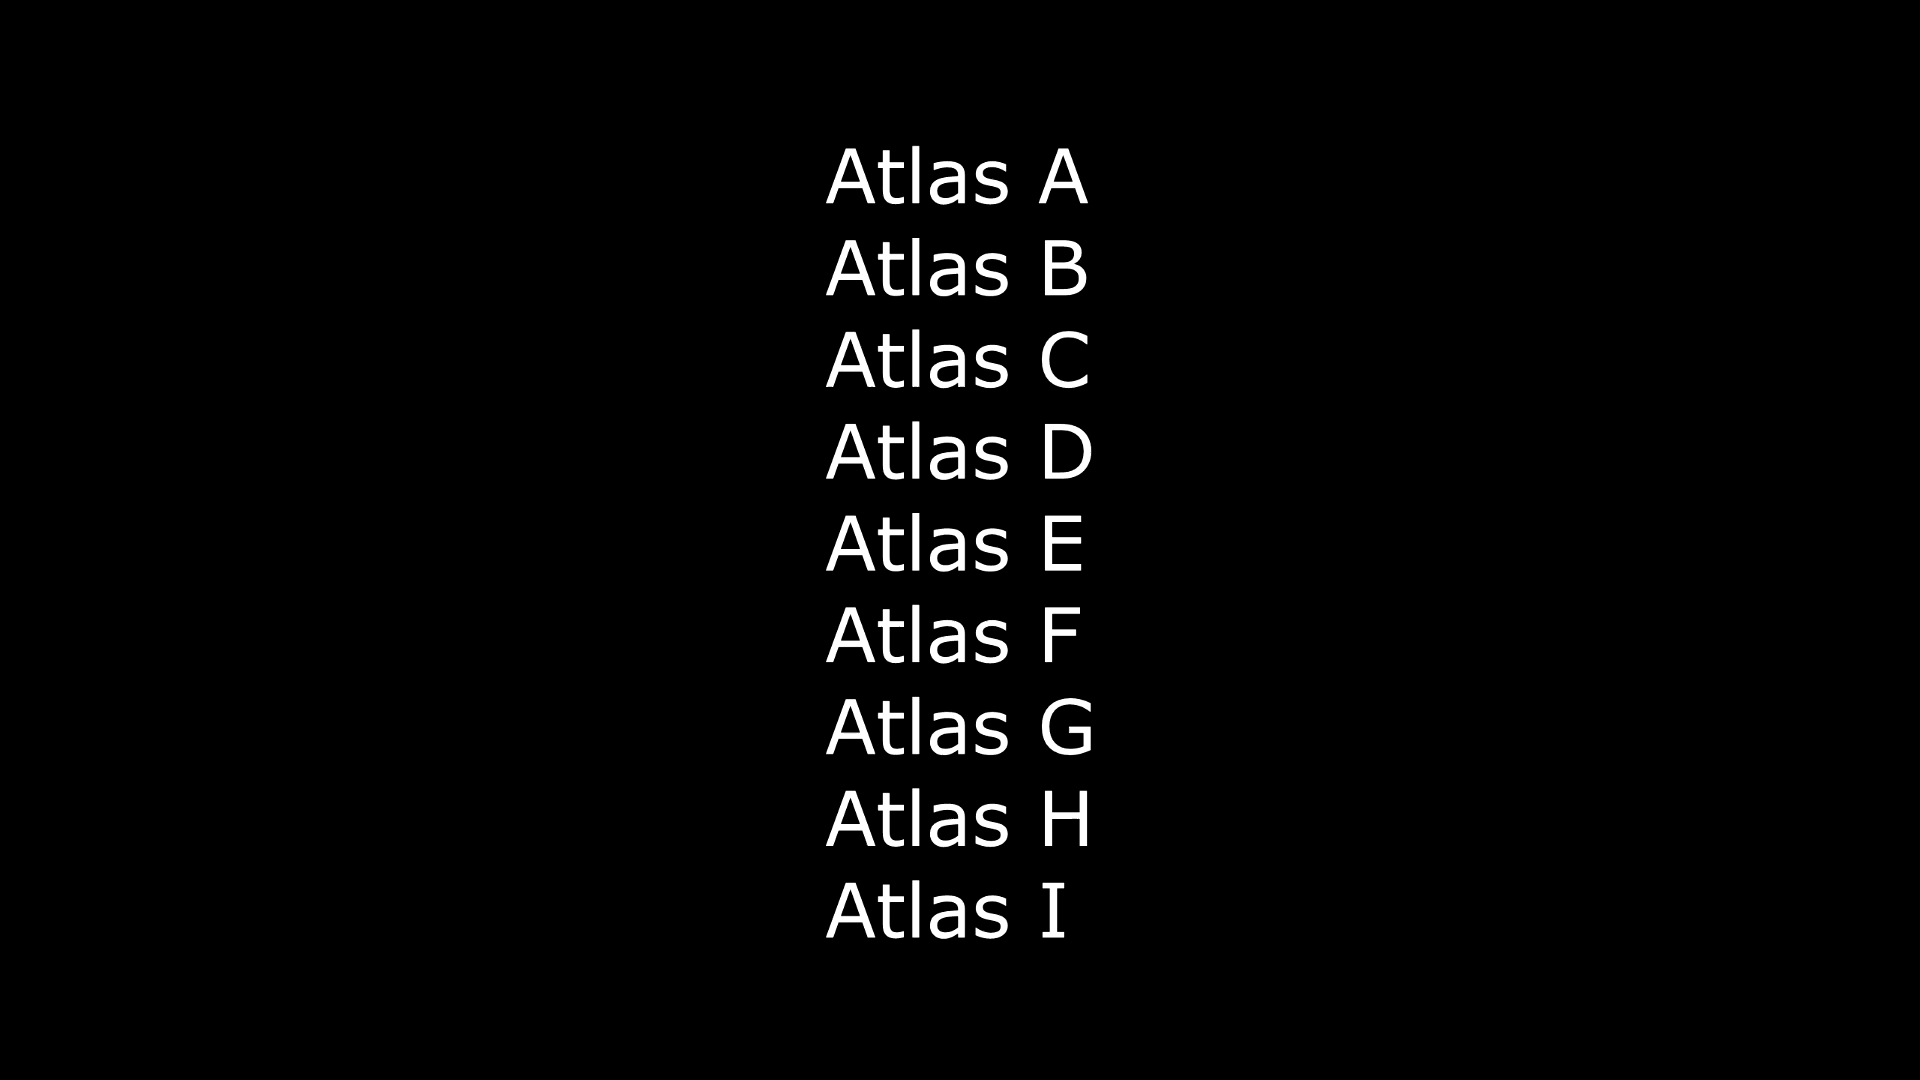 Atlas A
Atlas B
Atlas C
Atlas D
Atlas E
Atlas F
Atlas G
Atlas H
Atlas I